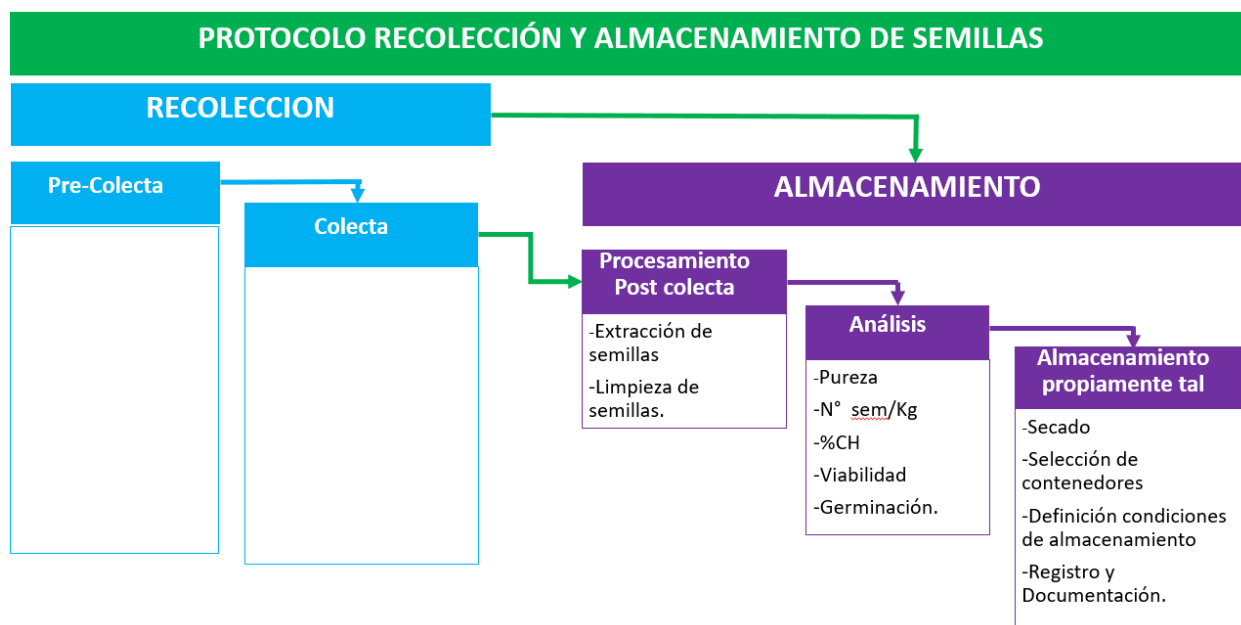 PROTOCOLO RECOLECCIÓN Y ALMACENAMIENTO DE SEMILLAS
RECOLECCION
Pre-Colecta
Colecta
ALMACENAMIENTO
Procesamiento
Post colecta
-Extracción de
semillas
-Limpieza de
semillas.
Análisis
-Pureza
-N° sem/Kg
-%CH
-Viabilidad
-Germinación.
Almacenamiento
propiamente tal
-Secado
-Selección de
contenedores
-Definición condiciones
de almacenamiento
-Registro y
Documentación.